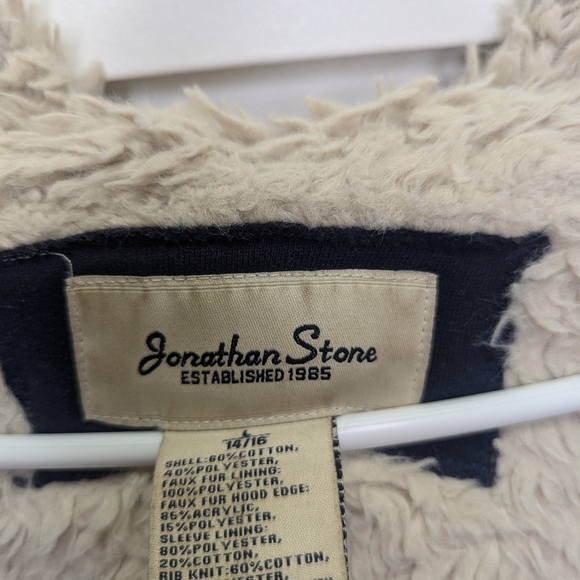 Jonathan Stone
ESTABLISHED 1985
L
14/16
SHELL:60%COTTON,
40%POLYESTER,
FAUX FUR LINING:
100%POLYESTER,
FAUX FUR HOOD EDGE:
85%ACRYLIC,
15%POLYESTER,
SLEEVE LINING:
80%POLYESTER,
20%COTTON,
RIB KNIT:60%COTTON,